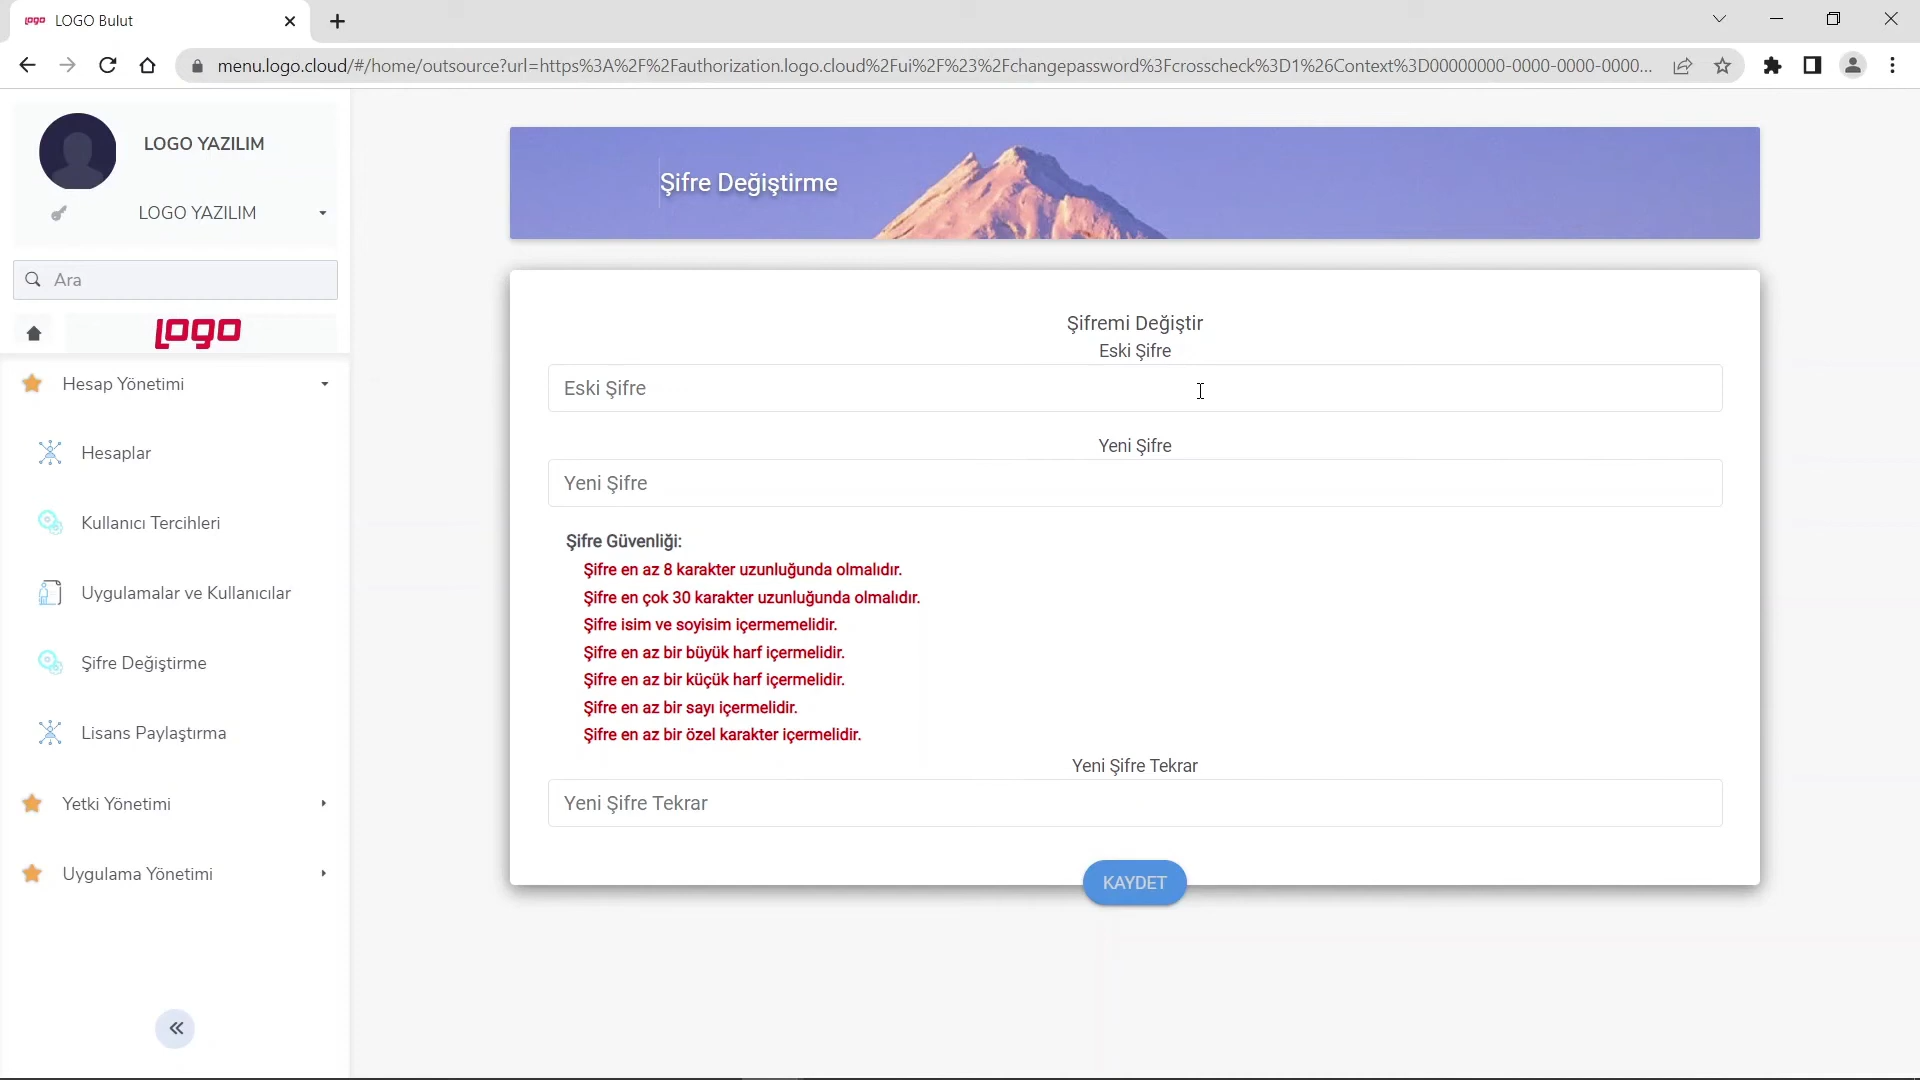 logo LOGO Bulut
menu.logo.cloud/#/home/outsource?url=https%3A%2F%2Fauthorization.logo.cloud%2Fui%2F%23%2Fchangepassword%3Fcrosscheck%3D1%26Context%3D00000000-0000-0000-0000...
LOGO YAZILIM
LOGO YAZILIM
Ara
logo
Hesap Yönetimi
Hesaplar
Kullanıcı Tercihleri
Uygulamalar ve Kullanıcılar
Şifre Değiştirme
Lisans Paylaştırma
Yetki Yönetimi
Uygulama Yönetimi
Şifre Değiştirme
Şifremi Değiştir
Eski Şifre
Eski Şifre
Yeni Şifre
Yeni Şifre
Şifre Güvenliği:
Şifre en az 8 karakter uzunluğunda olmalıdır.
Şifre en çok 30 karakter uzunluğunda olmalıdır.
Şifre isim ve soyisim içermemelidir.
Şifre en az bir büyük harf içermelidir.
Şifre en az bir küçük harf içermelidir.
Şifre en az bir sayı içermelidir.
Şifre en az bir özel karakter içermelidir.
Yeni Şifre Tekrar
Yeni Şifre Tekrar
KAYDET